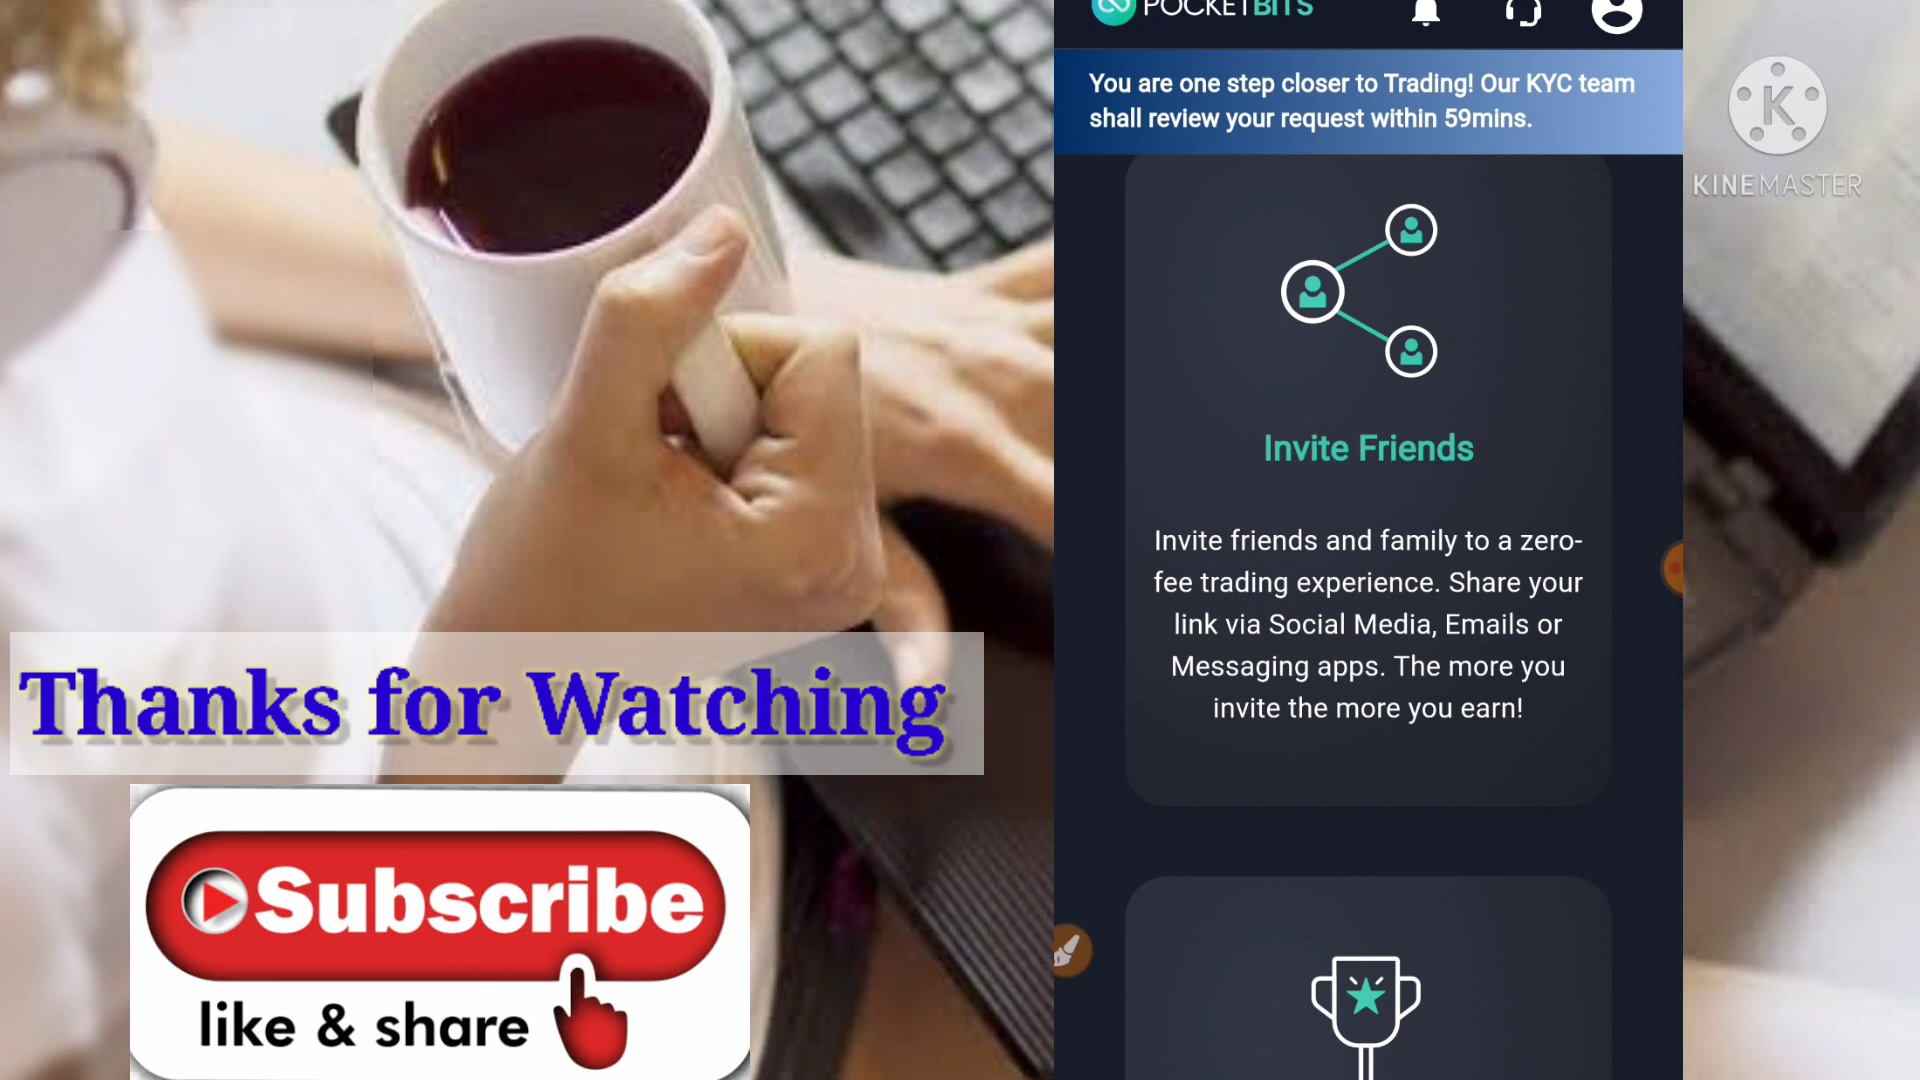 POCKETBITS
You are one step closer to Trading! Our KYC team
shall review your request within 59mins.
K
KINEMASTER
Invite Friends
Invite friends and family to a zero-
fee trading experience. Share your
link via Social Media, Emails or
Messaging apps. The more you
invite the more you earn!
Thanks for Watching
Subscribe
like & share